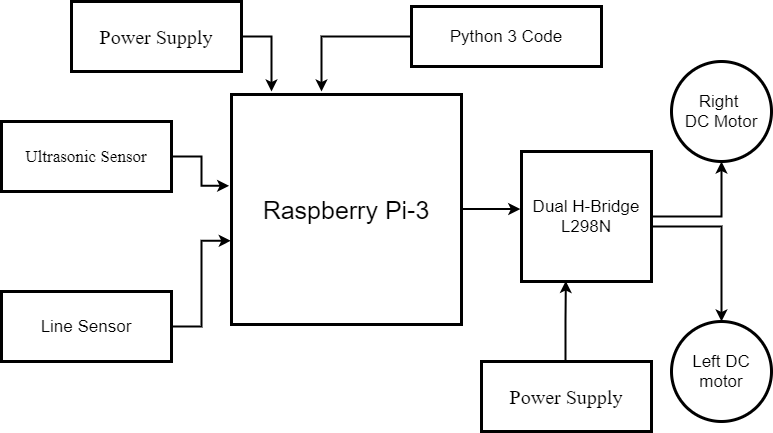 Power Supply
Python 3 Code
Right
DC Motor
Ultrasonic Sensor
Raspberry Pi-3
Dual H-Bridge
L298N
Line Sensor
Left DC
motor
Power Supply